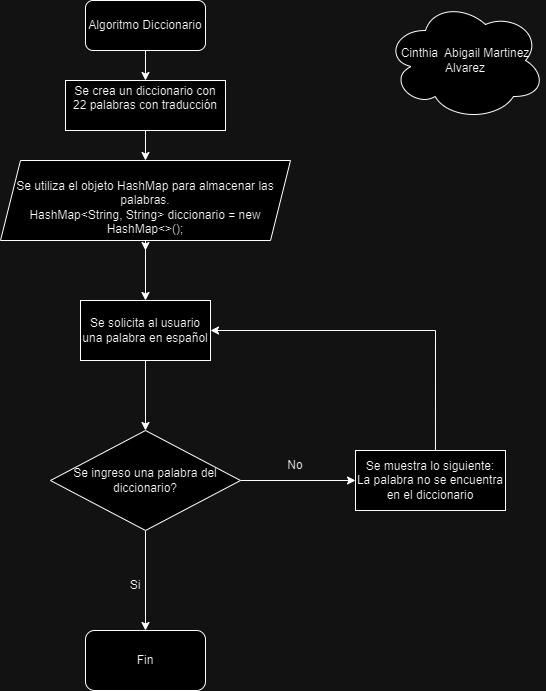 Algoritmo Diccionario
Cinthia Abigail Martinez
Alvarez
Se crea un diccionario con
22 palabras con traducción
Se utiliza el objeto HashMap para almacenar las
palabras.
HashMap<String, String> diccionario = new
HashMap<>();
Se solicita al usuario
una palabra en español
Se ingreso una palabra del
diccionario?
No
Se muestra lo siguiente:
La palabra no se encuentra
en el diccionario
Si
Fin